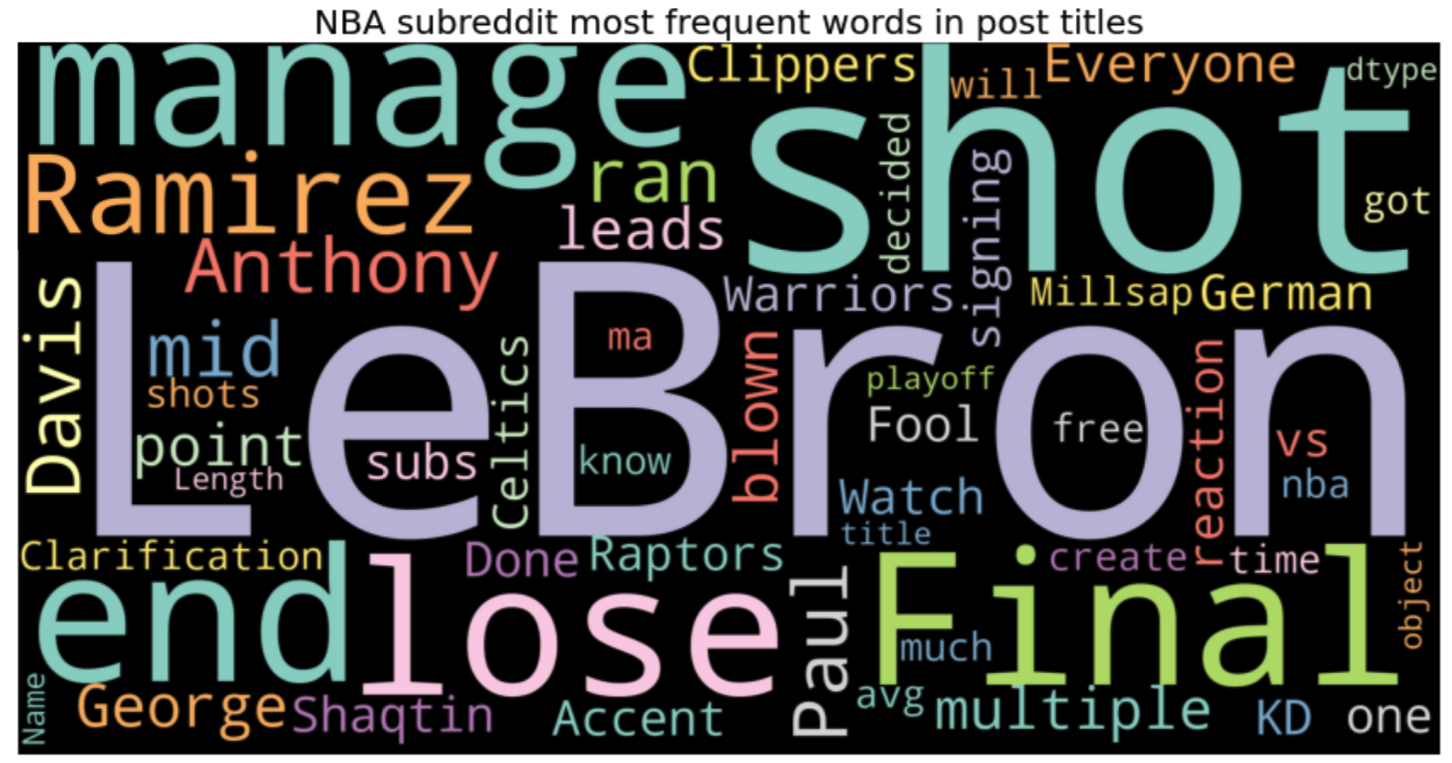 NBA subreddit most frequent words in post titles
manage
Clippers
will
Everyone
dtype
shot
decided
signing
got
Ramirez
ran
leads
Anthony
Warriors
Millsap
German
Davis
LeBron
mid
shots
point
Length
subs
Celtics
ma
know
blown
playoff
Fool
free
reaction
vs
nba
Watch
title
Clarification
Done
Raptors
create
time
object
end
lose
Paul
Final
much
Name
George
Shaqtin
Accent
avg
multiple
KD
one